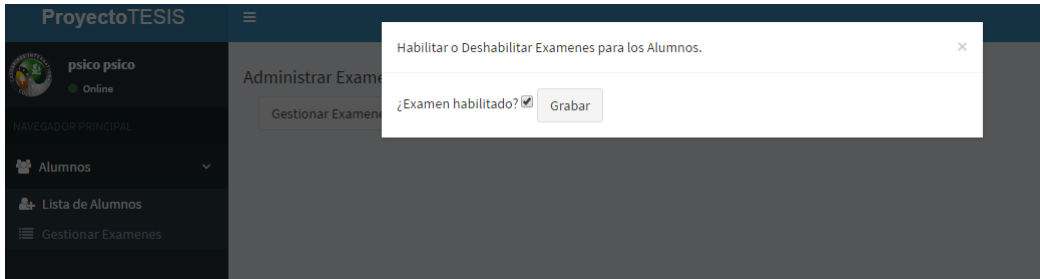 ProyectoTESIS
psico psico
Online
NAVEGADOR PRINCIPAL
Alumnos
Lista de Alumnos
Gestionar Examenes
Administrar Exame
Gestionar Examene
Habilitar o Deshabilitar Examenes para los Alumnos.
×
¿Examen habilitado?
Grabar